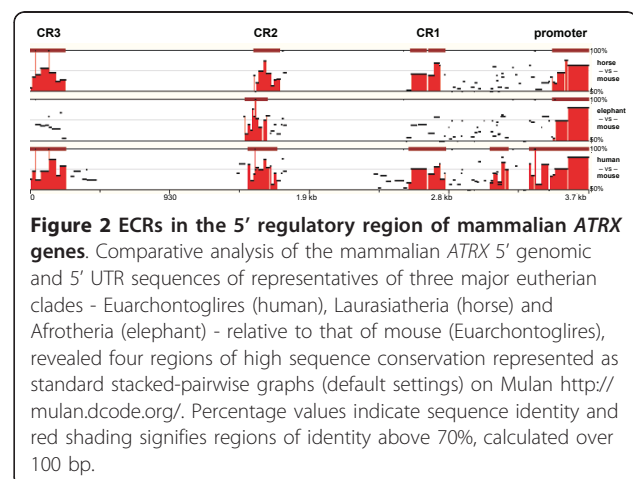 CR3 CR2 CR1 promoter
100%
horse
– vs –
mouse
50%
100%
elephant
– vs –
mouse
50%
100%
human
– vs –
mouse
50%
0 930 1.9 kb 2.8 kb 3.7 kb
Figure 2 ECRs in the 5’ regulatory region of mammalian ATRX
genes. Comparative analysis of the mammalian ATRX 5’ genomic
and 5’ UTR sequences of representatives of three major eutherian
clades - Euarchontoglires (human), Laurasiatheria (horse) and
Afrotheria (elephant) - relative to that of mouse (Euarchontoglires),
revealed four regions of high sequence conservation represented as
standard stacked-pairwise graphs (default settings) on Mulan http://
mulan.dcode.org/. Percentage values indicate sequence identity and
red shading signifies regions of identity above 70%, calculated over
100 bp.